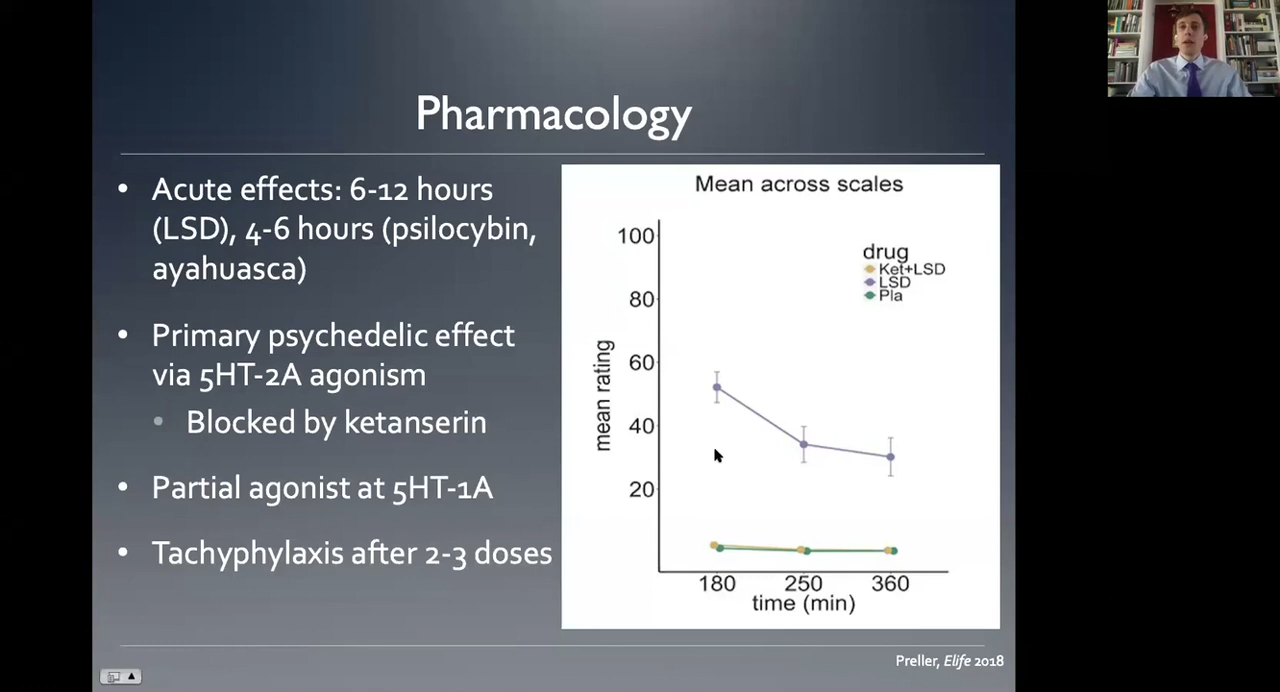 Pharmacology
• Acute effects: 6-12 hours
(LSD), 4-6 hours (psilocybin,
ayahuasca)
• Primary psychedelic effect
via 5HT-2A agonism
• Blocked by ketanserin
• Partial agonist at 5HT-1A
• Tachyphylaxis after 2-3 doses
Mean across scales
mean rating
100
80
60
40
20
drug
Ket+LSD
LSD
Pla
180 250 360
time (min)
Preller, Elife 2018